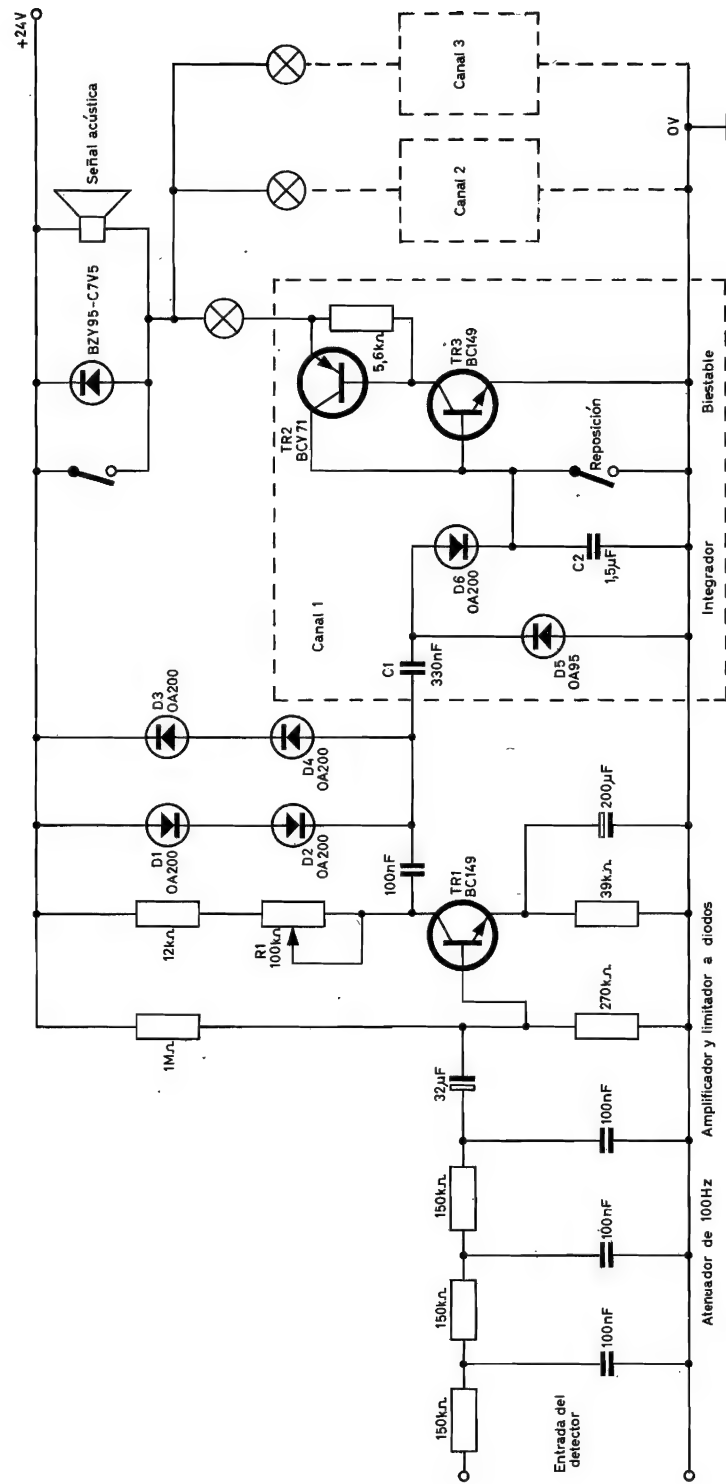 +24V
Señal acústica
BZY95-C7V5
Canal 3
Canal 2
0V
5,6kΩ
TR2
BCY 71
TR3
BC149
Biestable
Reposición
Canal 1
D6
OA200
C2
1,5µF
Integrador
C1
330nF
D5
OA95
D3
OA200
D4
OA200
D1
OA200
D2
OA200
100nF
12kΩ
R1
100kΩ
TR1
BC149
200µF
39kΩ
1MΩ
270kΩ
32µF
Amplificador y limitador a diodos
150kΩ
150kΩ
150kΩ
100nF
100nF
100nF
Entrada del
detector
Atenuador de 100Hz